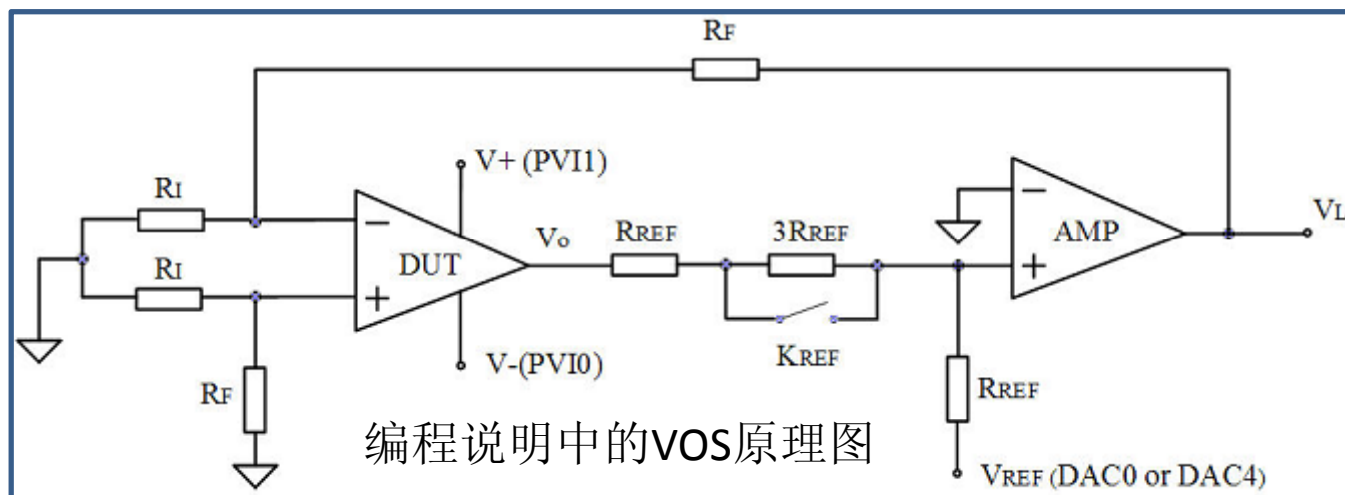 RF
V+ (PVI1)
RI
Vo
RREF
3RREF
AMP
VL
DUT
RI
KREF
V-(PVI0)
RF
RREF
编程说明中的VOS原理图
VREF (DAC0 or DAC4)